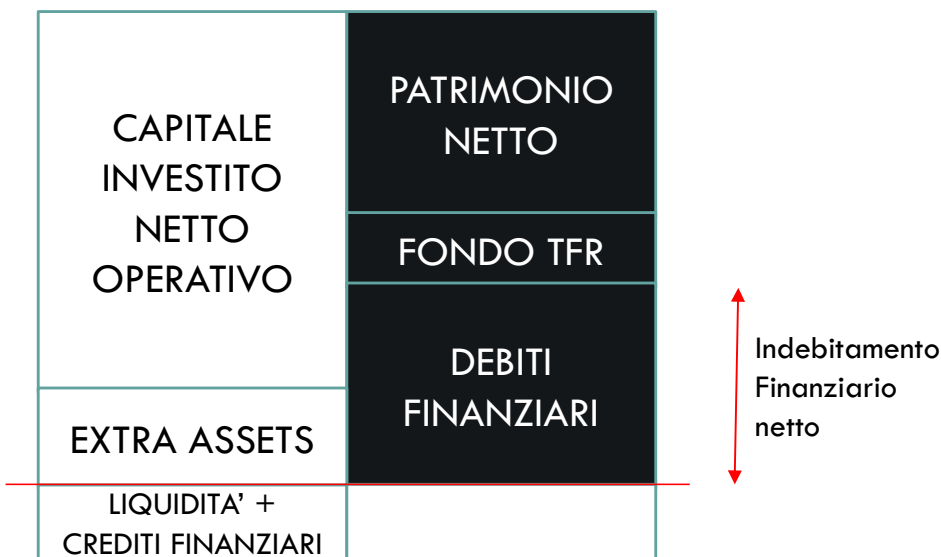 CAPITALE
INVESTITO
NETTO
OPERATIVO
EXTRA ASSETS
LIQUIDITA’ +
CREDITI FINANZIARI
PATRIMONIO
NETTO
FONDO TFR
DEBITI
FINANZIARI
Indebitamento
Finanziario
netto